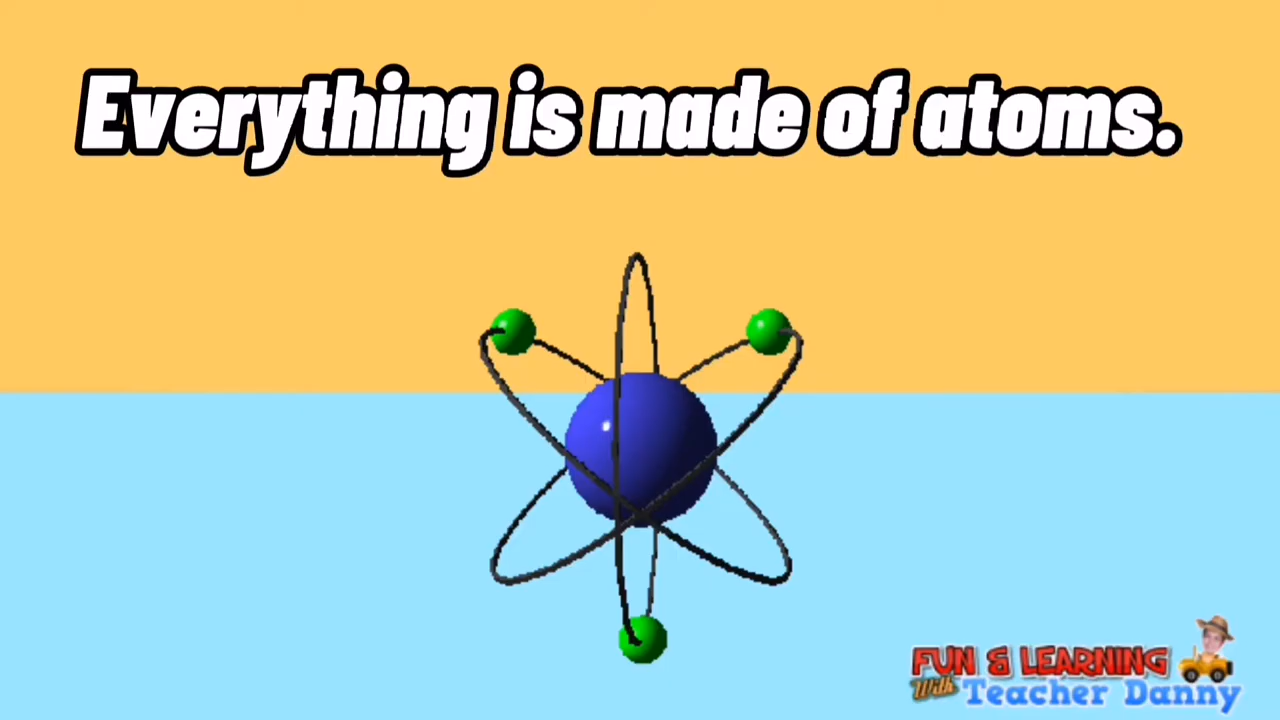 Everything is made of atoms.
FUN & LEARNING
With Teacher Danny